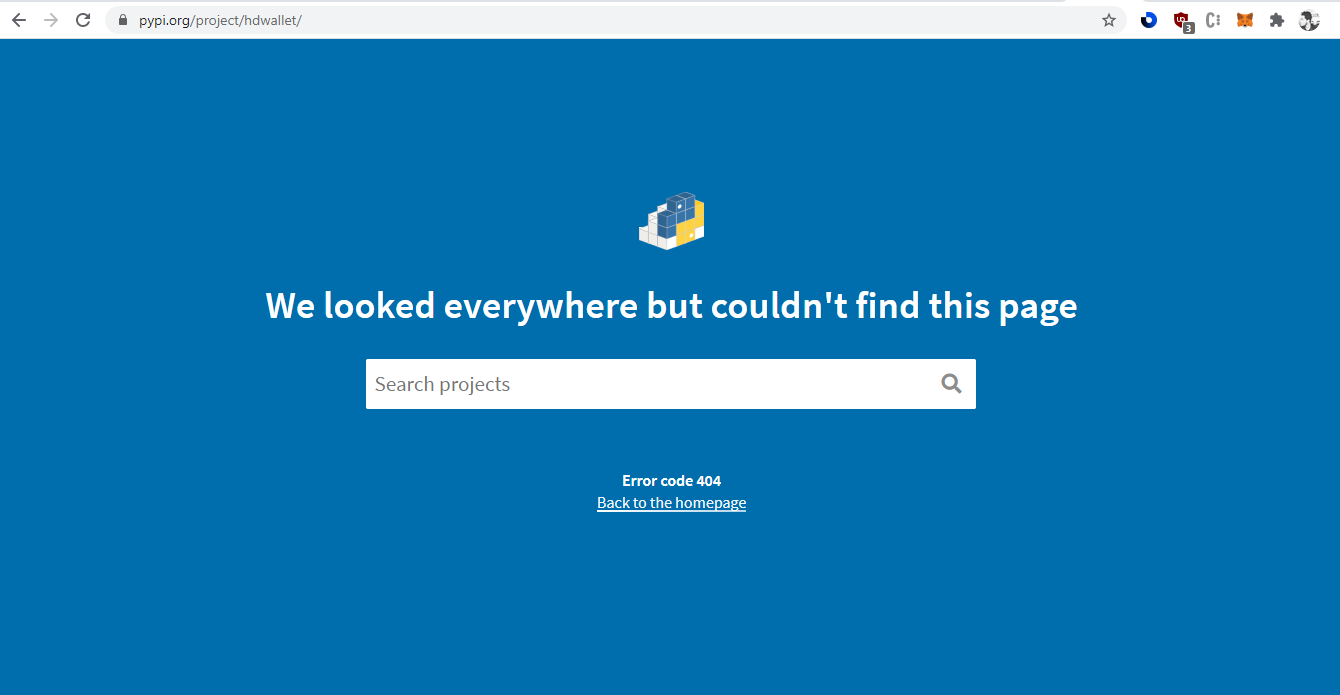 pypi.org/project/hdwallet/
3
We looked everywhere but couldn't find this page
Search projects
Error code 404
Back to the homepage